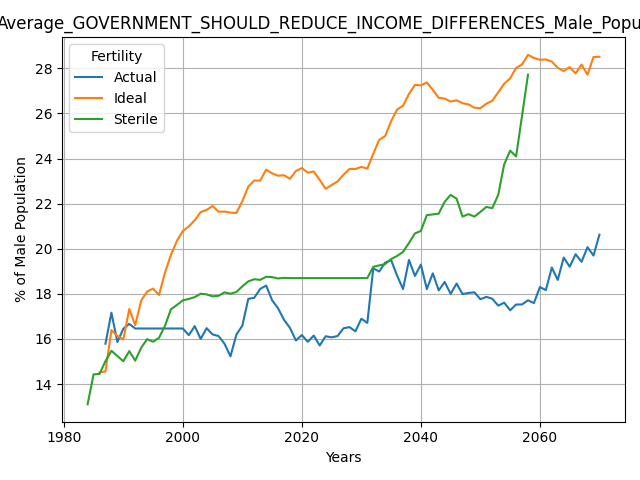 Average_GOVERNMENT_SHOULD_REDUCE_INCOME_DIFFERENCES_Male_Popu
Fertility
Actual
Ideal
Sterile
% of Male Population
28
26
24
22
20
18
16
14
1980
2000
2020
2040
2060
Years